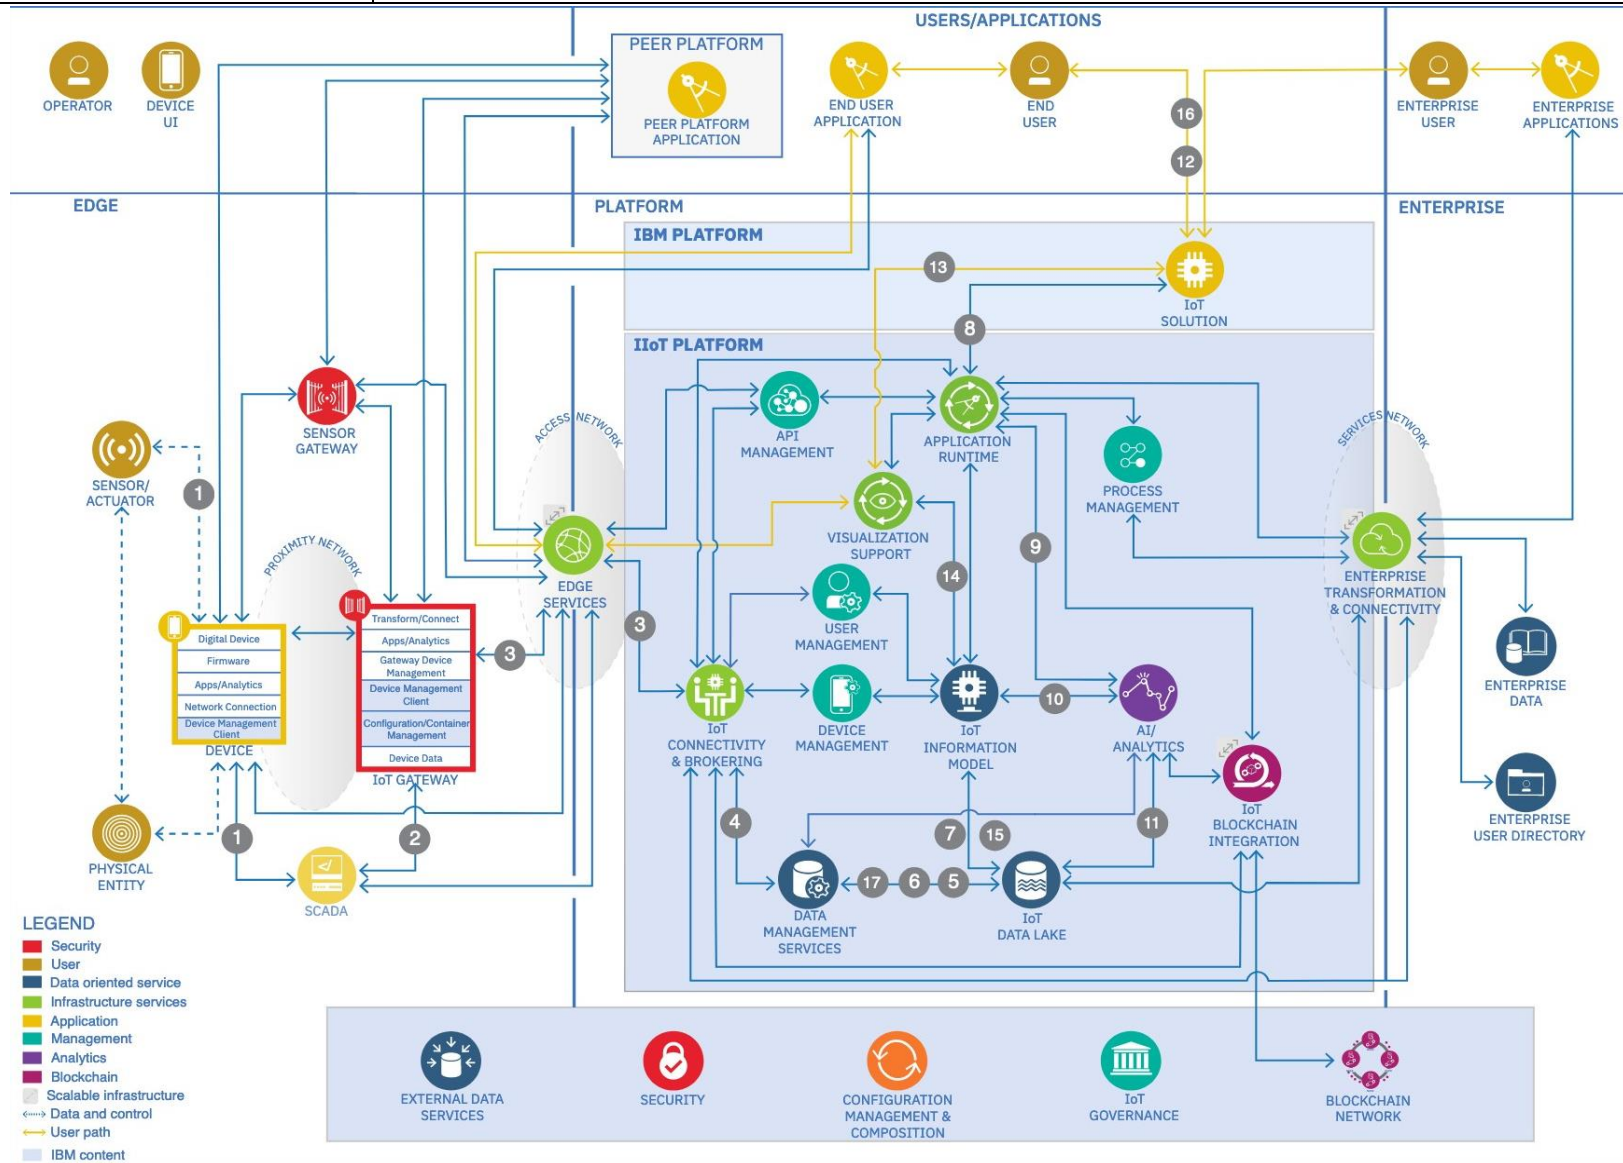 USERS/APPLICATIONS
OPERATOR
DEVICE
UI
PEER PLATFORM
PEER PLATFORM
APPLICATION
END USER
APPLICATION
END
USER
ENTERPRISE
USER
ENTERPRISE
APPLICATIONS
16
12
EDGE
PLATFORM
ENTERPRISE
IBM PLATFORM
13
IoT
SOLUTION
8
IIoT PLATFORM
SENSOR
GATEWAY
ACCESS NETWORK
API
MANAGEMENT
APPLICATION
RUNTIME
SERVICES NETWORK
SENSOR/
ACTUATOR
1
PROCESS
MANAGEMENT
VISUALIZATION
SUPPORT
9
PROXIMITY NETWORK
EDGE
SERVICES
14
ENTERPRISE
TRANSFORMATION
& CONNECTIVITY
USER
MANAGEMENT
3
3
Digital Device
Firmware
Apps/Analytics
Network Connection
Device Management
Client
DEVICE
Transform/Connect
Apps/Analytics
Gateway Device
Management
Device Management
Client
Configuration/Container
Management
Device Data
IoT GATEWAY
IoT
CONNECTIVITY
& BROKERING
DEVICE
MANAGEMENT
IoT
INFORMATION
MODEL
10
AI/
ANALYTICS
ENTERPRISE
DATA
IoT
BLOCKCHAIN
INTEGRATION
ENTERPRISE
USER DIRECTORY
PHYSICAL
ENTITY
1
2
SCADA
4
7
15
11
17
6
5
DATA
MANAGEMENT
SERVICES
IoT
DATA LAKE
LEGEND
Security
User
Data oriented service
Infrastructure services
Application
Management
Analytics
Blockchain
Scalable infrastructure
Data and control
User path
IBM content
EXTERNAL DATA
SERVICES
SECURITY
CONFIGURATION
MANAGEMENT &
COMPOSITION
IoT
GOVERNANCE
BLOCKCHAIN
NETWORK